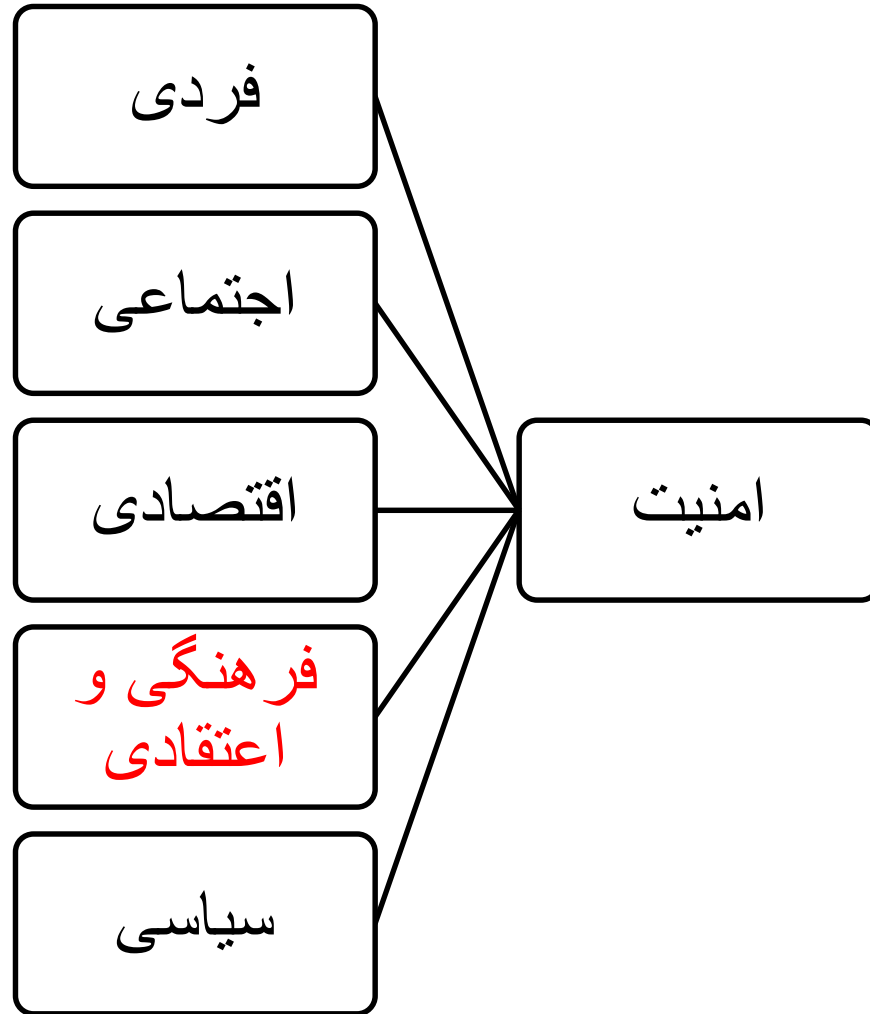 امنیت
فردی
اجتماعی
اقتصادی
فرهنگی و
اعتقادی
سیاسی